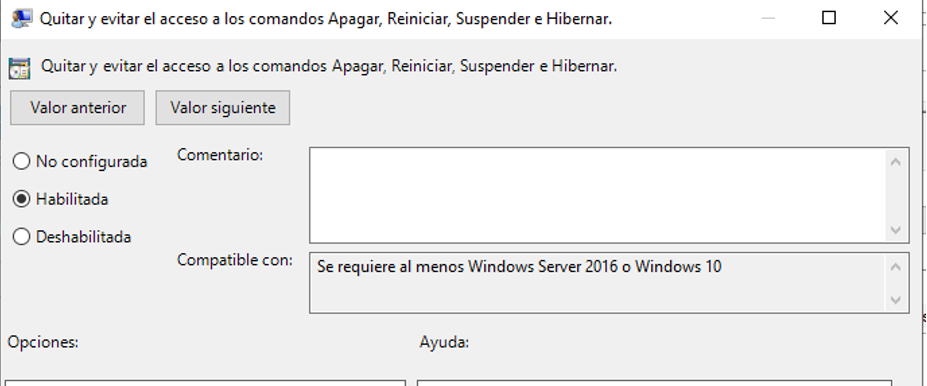 Quitar y evitar el acceso a los comandos Apagar, Reiniciar, Suspender e Hibernar.
Quitar y evitar el acceso a los comandos Apagar, Reiniciar, Suspender e Hibernar.
Valor anterior
Valor siguiente
No configurada
Habilitada
Deshabilitada
Comentario:
Compatible con:
Se requiere al menos Windows Server 2016 o Windows 10
Opciones:
Ayuda: